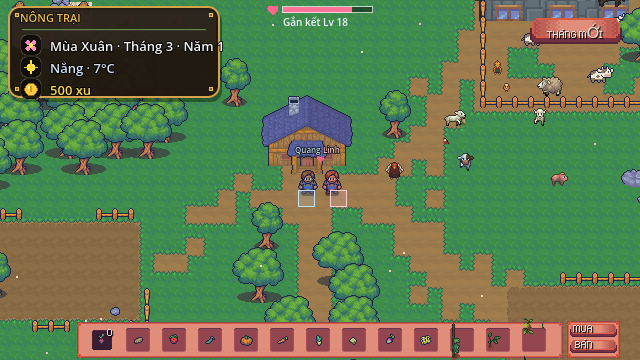 NÔNG TRẠI
Mùa Xuân · Tháng 3 · Năm 1
Nắng · 7°C
500 xu
Gắn kết Lv 18
THÁNG MỚI
Quang Linh
0
MUA
BÁN